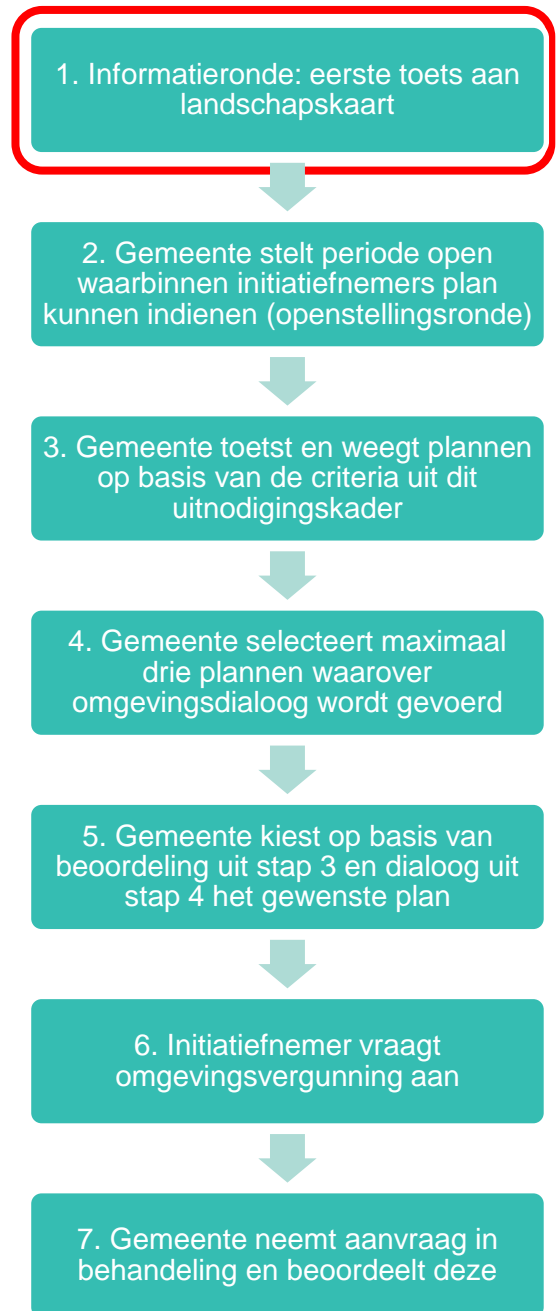 1. Informatieronde: eerste toets aan
landschapskaart
2. Gemeente stelt periode open
waarbinnen initiatiefnemers plan
kunnen indienen (openstellingsronde)
3. Gemeente toetst en weegt plannen
op basis van de criteria uit dit
uitnodigingskader
4. Gemeente selecteert maximaal
drie plannen waarover
omgevingsdialoog wordt gevoerd
5. Gemeente kiest op basis van
beoordeling uit stap 3 en dialoog uit
stap 4 het gewenste plan
6. Initiatiefnemer vraagt
omgevingsvergunning aan
7. Gemeente neemt aanvraag in
behandeling en beoordeelt deze